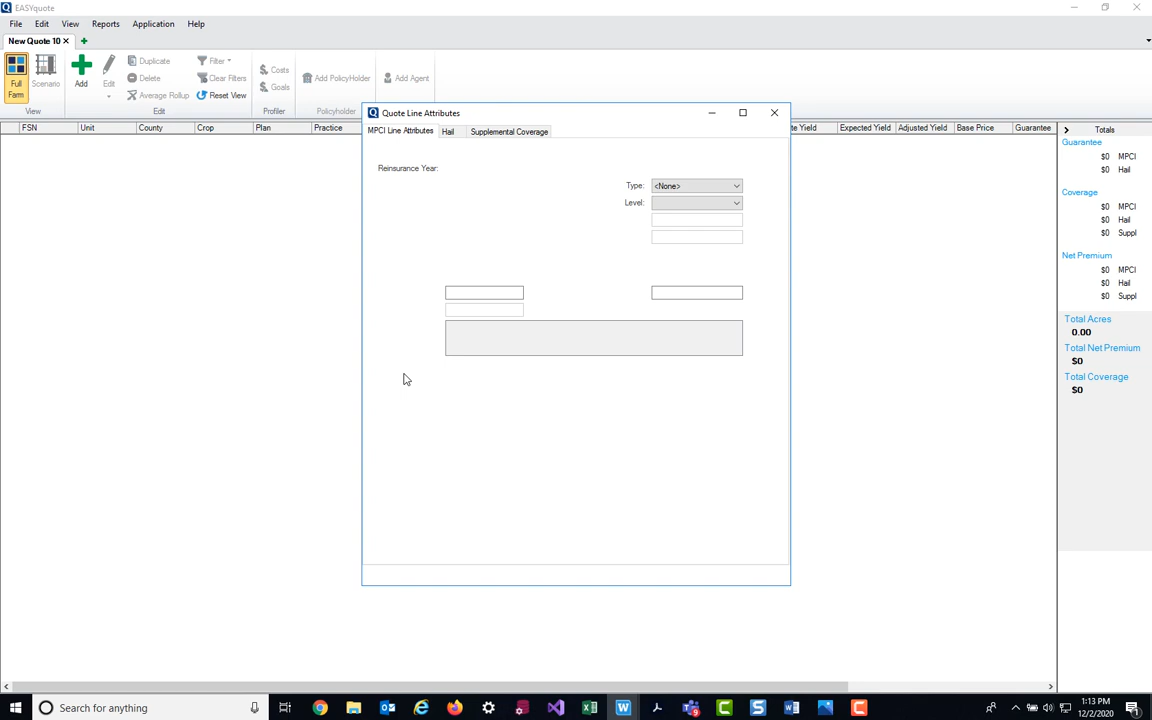 EASYquote
File Edit View Reports Application Help
New Quote 10
Full Farm
Scenario
View
Add
Edit
Duplicate
Delete
Average Rollup
Filter
Clear Filters
Reset View
Edit
Costs
Goals
Profiler
Add PolicyHolder
Policyholder
Add Agent
FSN Unit County Crop Plan Practice te Yield Expected Yield Adjusted Yield Base Price Guarantee
Quote Line Attributes
MPCI Line Attributes Hail Supplemental Coverage
Reinsurance Year:
Type: <None>
Level:
Totals
Guarantee
$0 MPCI
$0 Hail
Coverage
$0 MPCI
$0 Hail
$0 Suppl
Net Premium
$0 MPCI
$0 Hail
$0 Suppl
Total Acres
0.00
Total Net Premium
$0
Total Coverage
$0
Search for anything
1:13 PM
12/2/2020